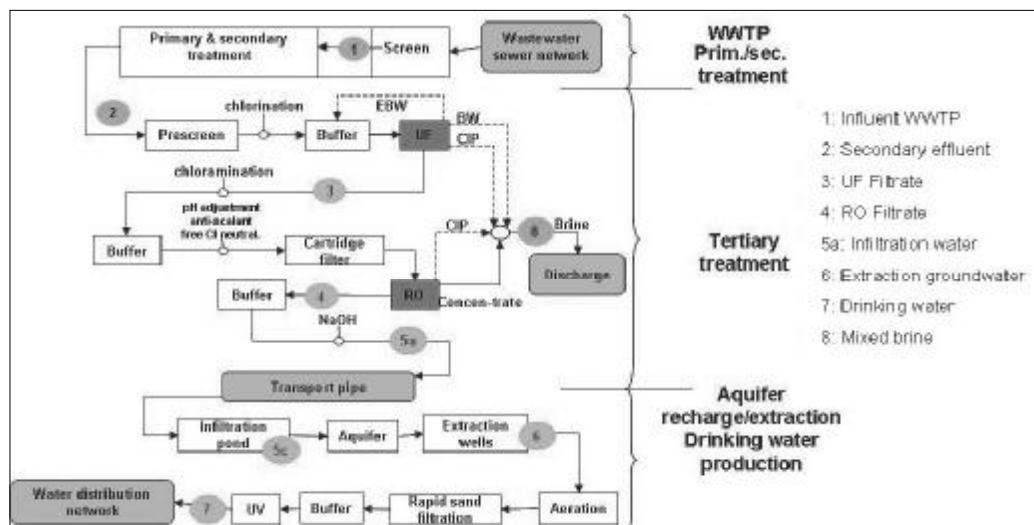 Primary & secondary
treatment
1
Screen
Wastewater
sewer network
WWTP
Prim./sec.
treatment
2
chlorination
EBW
BW
Prescreen
Buffer
UF
CIP
1: Influent WWTP
2: Secondary effluent
3: UF Filtrate
4: RO Filtrate
5a: Infiltration water
6: Extraction groundwater
7: Drinking water
8: Mixed brine
chloramination
3
pH adjustment
anti-scalant
free Cl neutral.
Buffer
Cartridge
filter
CIP
8
Brine
Tertiary
treatment
Discharge
Buffer
4
RO
Concen-trate
NaOH
5a
Transport pipe
Aquifer
recharge/extraction
Drinking water
production
Infiltration
pond
5c
Aquifer
Extraction
wells
6
Water distribution
network
7
UV
Buffer
Rapid sand
filtration
Aeration